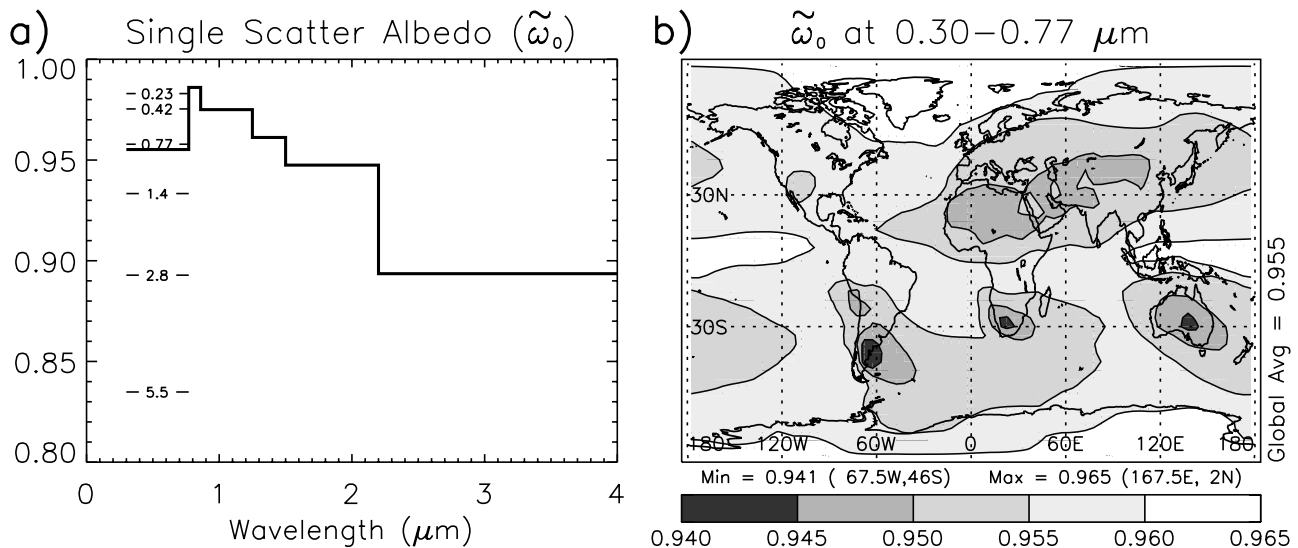 a) Single Scatter Albedo (ω̃₀)
1.00
0.95
0.90
0.85
0.80
– 0.23 –
– 0.42 –
– 0.77 –
– 1.4 –
– 2.8 –
– 5.5 –
0 1 2 3 4
Wavelength (μm)
b) ω̃₀ at 0.30–0.77 μm
30N
30S
180 120W 60W 0 60E 120E 180
Global Avg = 0.955
Min = 0.941 ( 67.5W,46S) Max = 0.965 (167.5E, 2N)
0.940 0.945 0.950 0.955 0.960 0.965